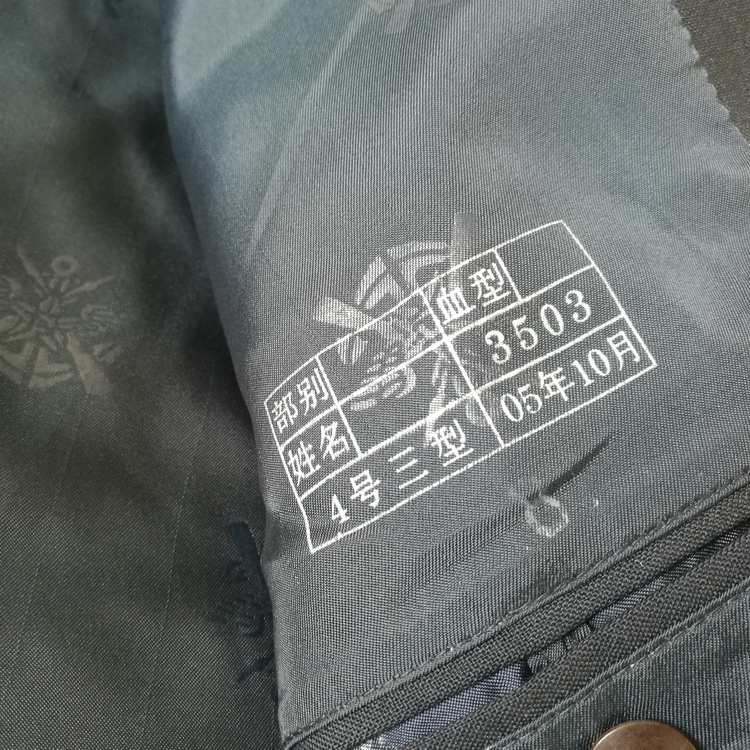 部别 血型
姓名 3503
4号三型 05年10月